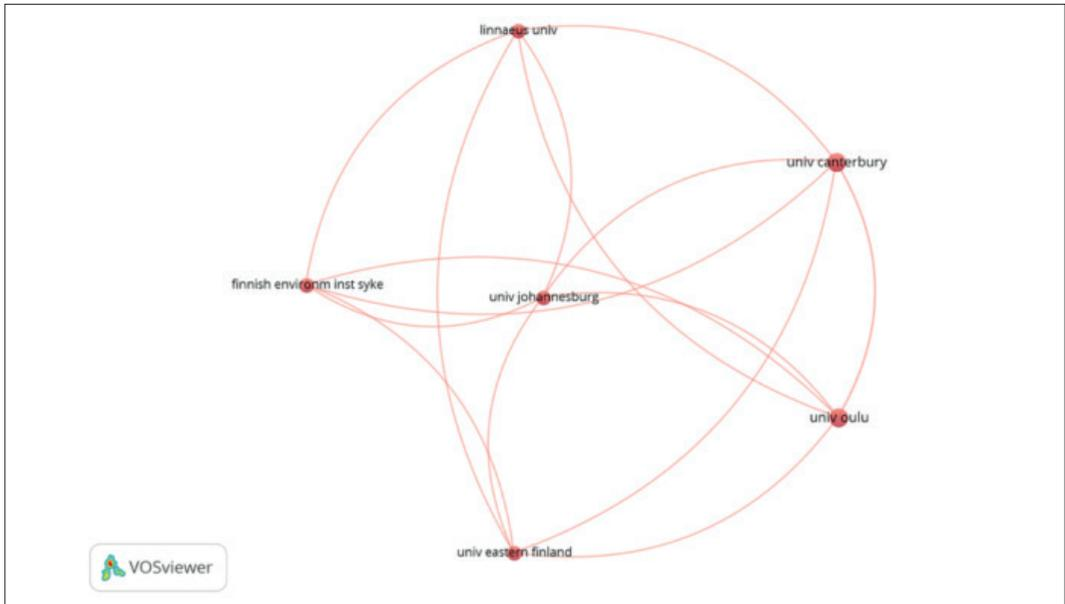 linnaeus univ
univ canterbury
finnish environm inst syke
univ johannesburg
univ oulu
univ eastern finland
VOSviewer